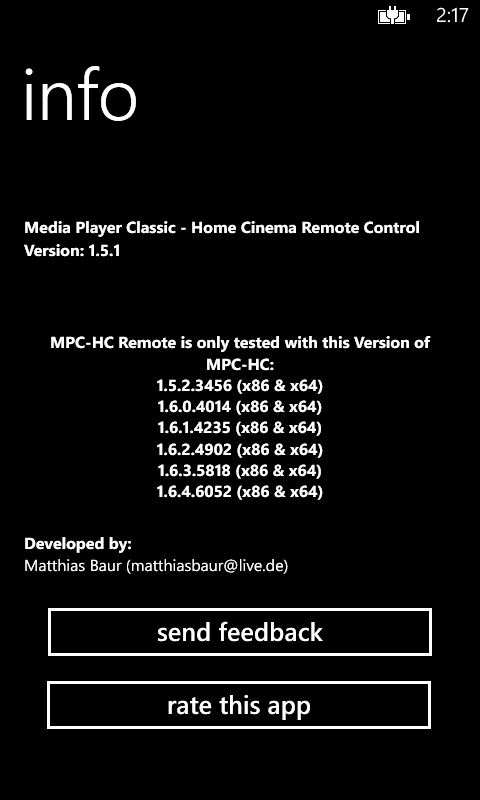 2:17
info
Media Player Classic - Home Cinema Remote Control
Version: 1.5.1
MPC-HC Remote is only tested with this Version of
MPC-HC:
1.5.2.3456 (x86 & x64)
1.6.0.4014 (x86 & x64)
1.6.1.4235 (x86 & x64)
1.6.2.4902 (x86 & x64)
1.6.3.5818 (x86 & x64)
1.6.4.6052 (x86 & x64)
Developed by:
Matthias Baur (matthiasbaur@live.de)
send feedback
rate this app